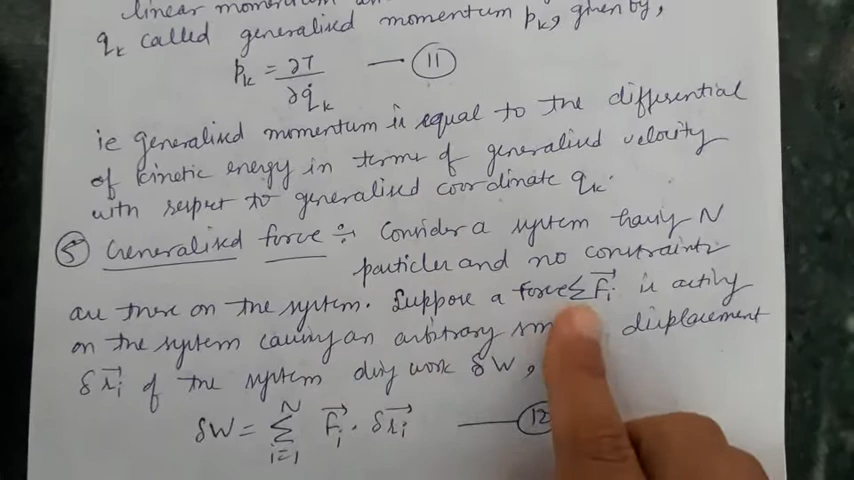 linear momentum
q_k called generalised momentum p_k, given by,
p_k = ∂T/∂q̇_k — (11)
ie generalised momentum is equal to the differential
of kinetic energy in terms of generalised velocity
with respect to generalised coordinate q_k.
(5) Generalised force ÷ Consider a system having N
particles and no constraints
are there on the system. Suppose a force Σ F⃗_i is acting
on the system causing an arbitrary displacement
δr⃗_i of the system doing work δW,
δW = Σ_{i=1}^{N} F⃗_i · δr⃗_i — (12)